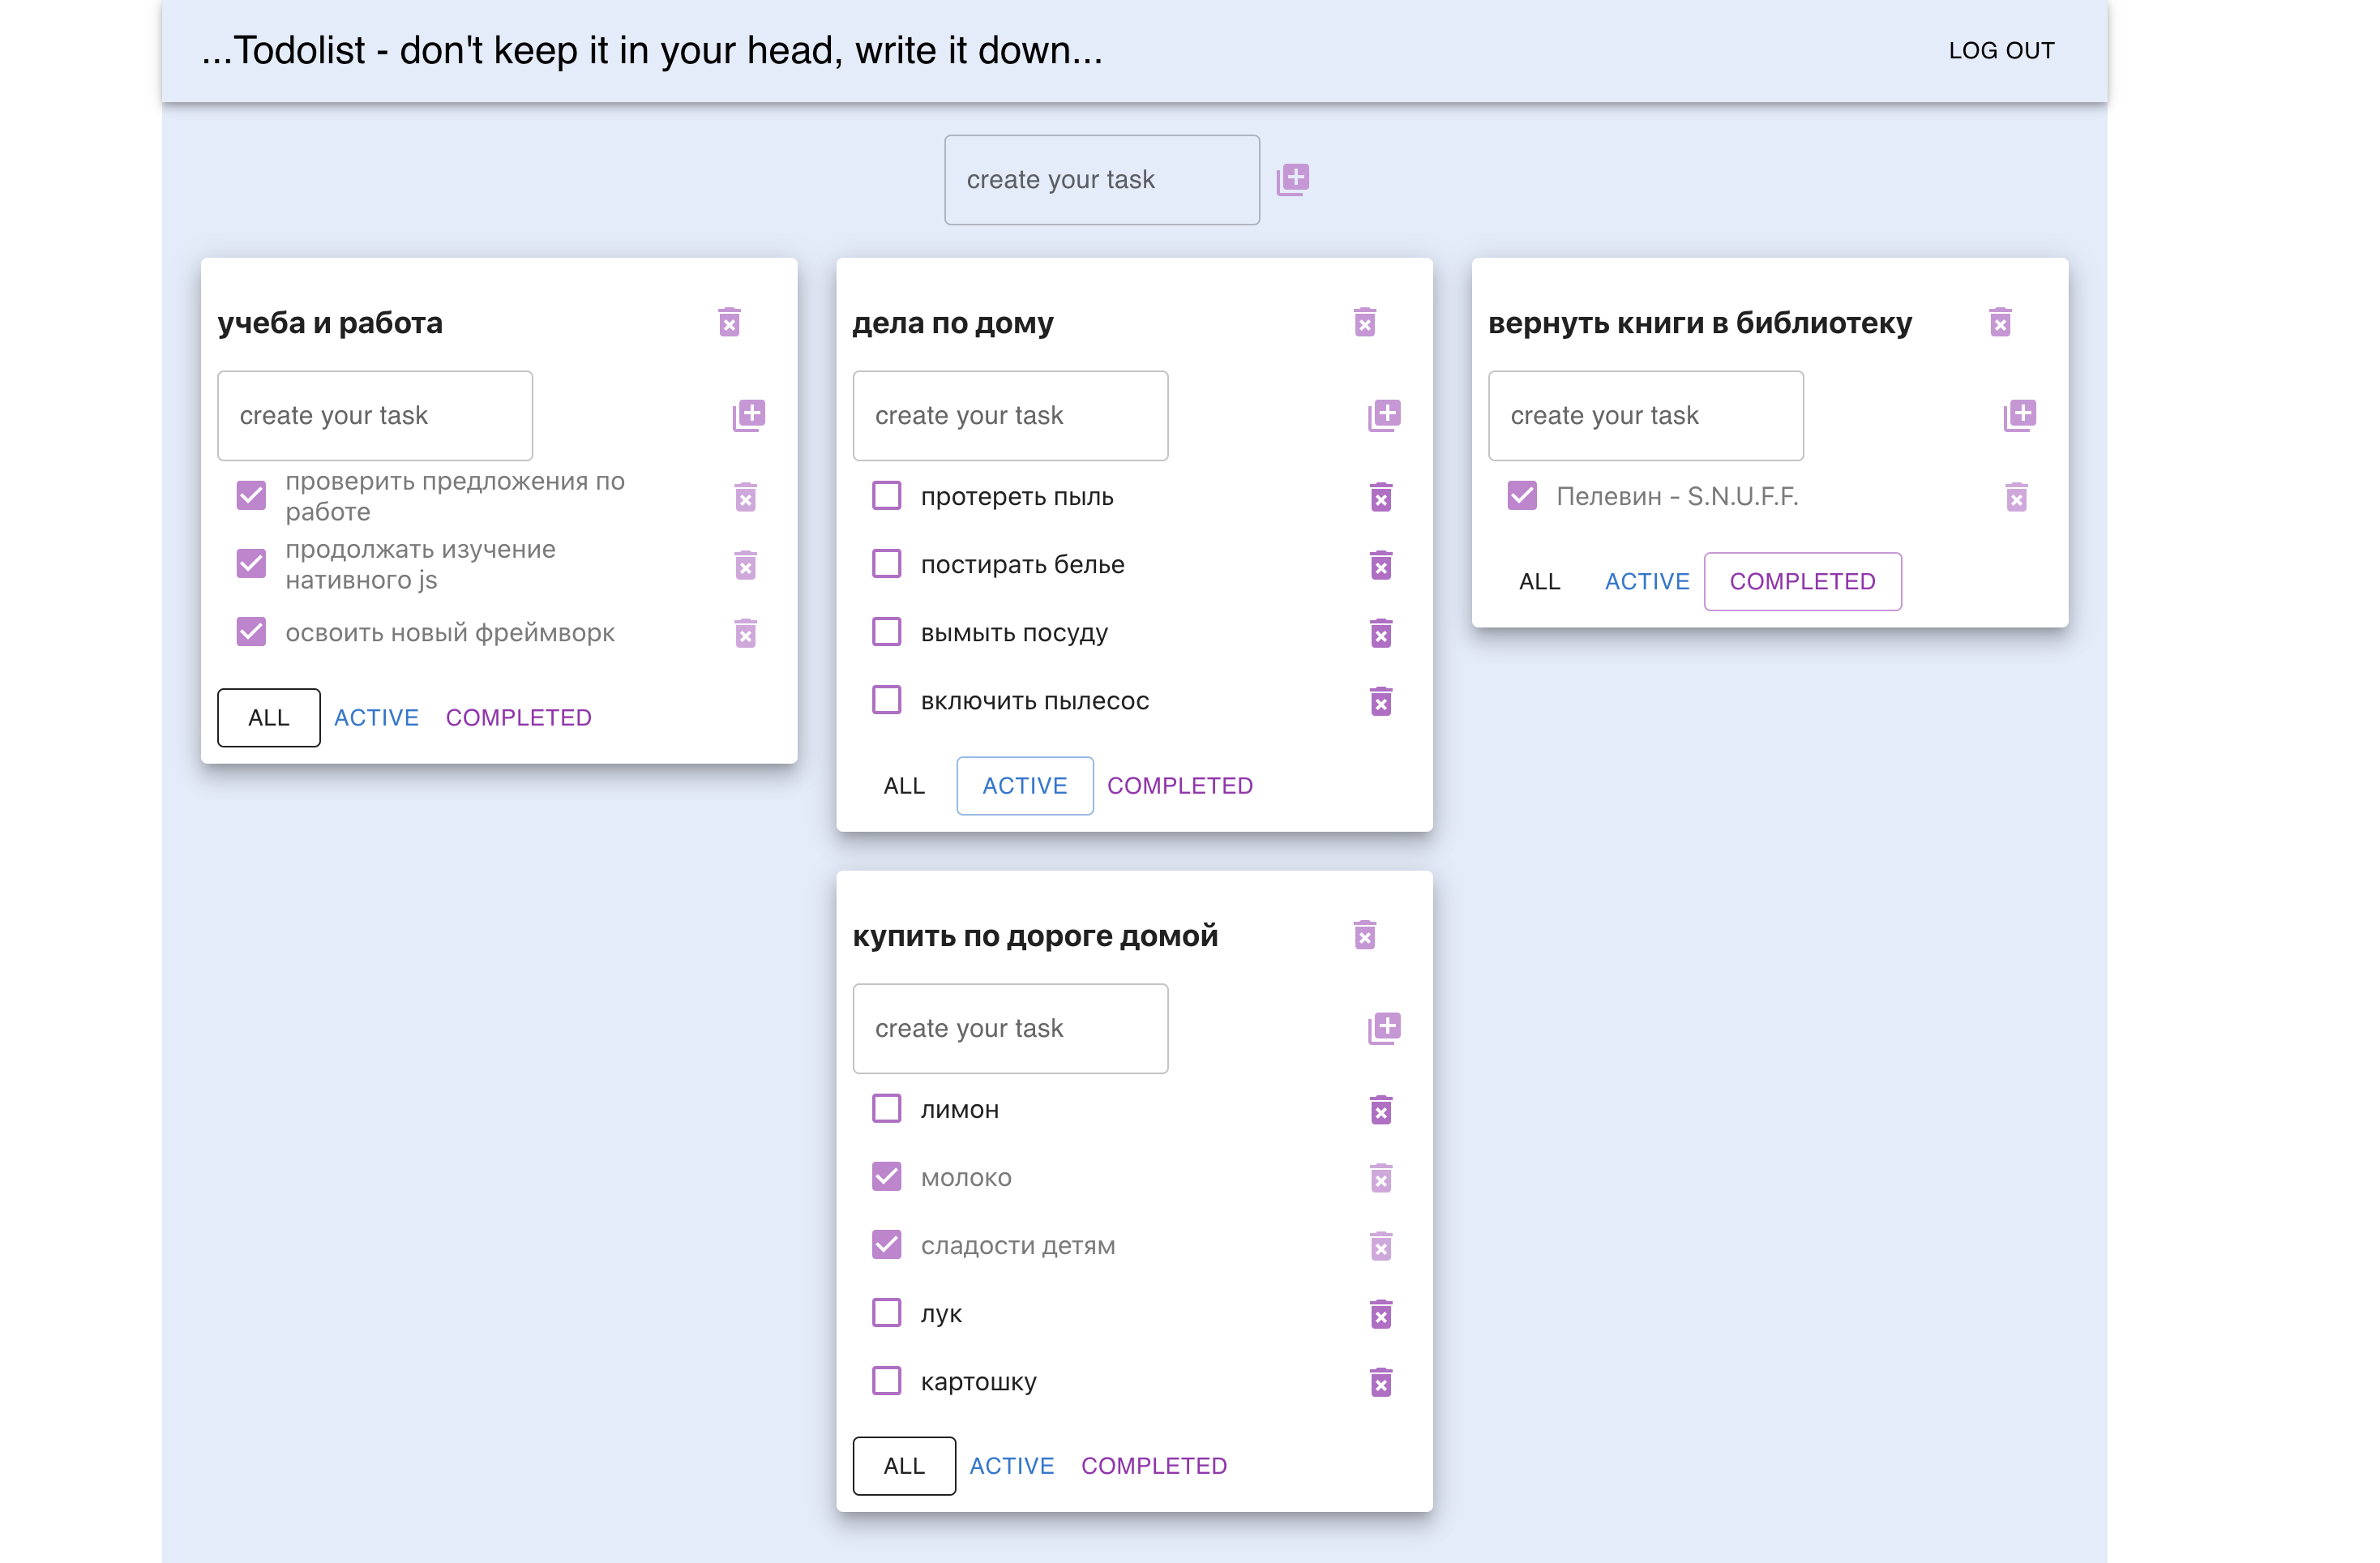 ...Todolist - don't keep it in your head, write it down...
LOG OUT
create your task
учеба и работа
create your task
проверить предложения по
работе
продолжать изучение
нативного js
освоить новый фреймворк
ALL ACTIVE COMPLETED
дела по дому
create your task
протереть пыль
постирать белье
вымыть посуду
включить пылесос
ALL ACTIVE COMPLETED
вернуть книги в библиотеку
create your task
Пелевин - S.N.U.F.F.
ALL ACTIVE COMPLETED
купить по дороге домой
create your task
лимон
молоко
сладости детям
лук
картошку
ALL ACTIVE COMPLETED